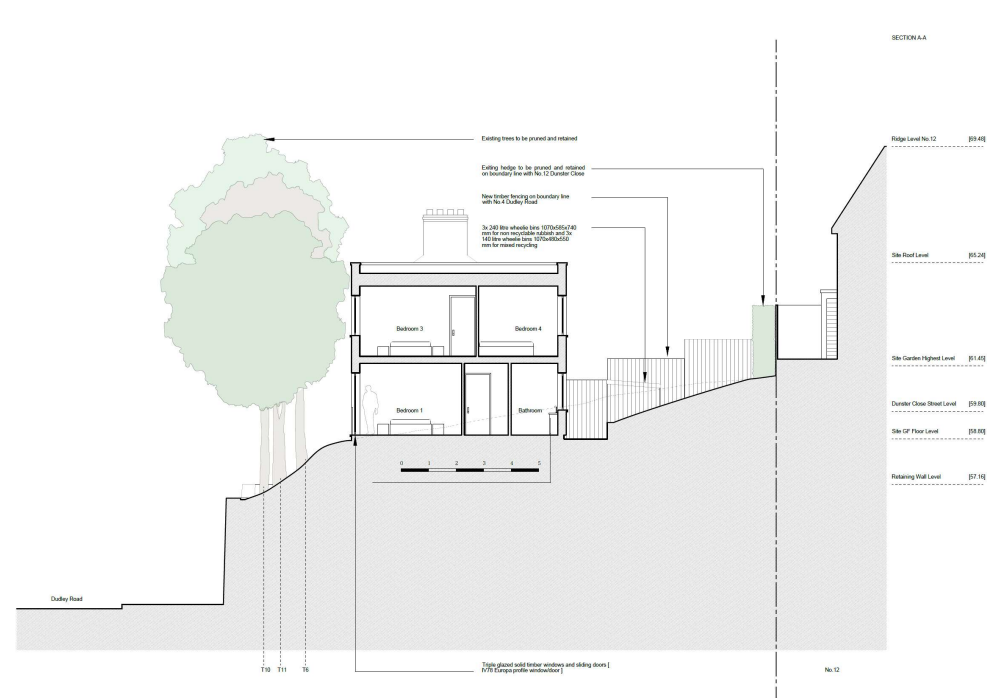 SECTION A-A
Existing trees to be pruned and retained
Ridge Level No.12 [69.48]
Exiting hedge to be pruned and retained
on boundary line with No.12 Dunster Close
New timber fencing on boundary line
with No.4 Dudley Road
3x 240 litre wheelie bins 1070x585x740
mm for non recyclable rubbish and 3x
140 litre wheelie bins 1070x480x550
mm for mixed recycling
Site Roof Level [65.24]
Bedroom 3
Bedroom 4
Site Garden Highest Level [61.45]
Dunster Close Street Level [59.80]
Bedroom 1
Bathroom
Site GF Floor Level [58.80]
0 1 2 3 4 5
Retaining Wall Level [57.16]
Dudley Road
T10 T11 T6
Triple glazed solid timber windows and sliding doors [
IV78 Europa profile window/door ]
No.12